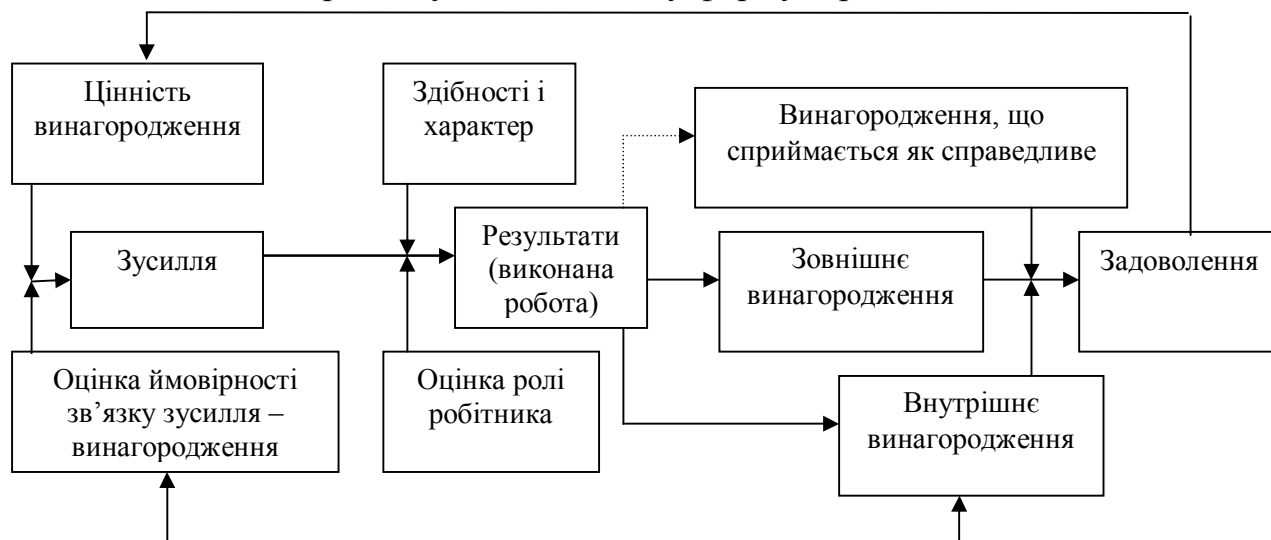 Цінність
винагородження
Здібності і
характер
Винагородження, що
сприймається як справедливе
Зусилля
Результати
(виконана
робота)
Зовнішнє
винагородження
Задоволення
Оцінка ймовірності
зв’язку зусилля –
винагородження
Оцінка ролі
робітника
Внутрішнє
винагородження